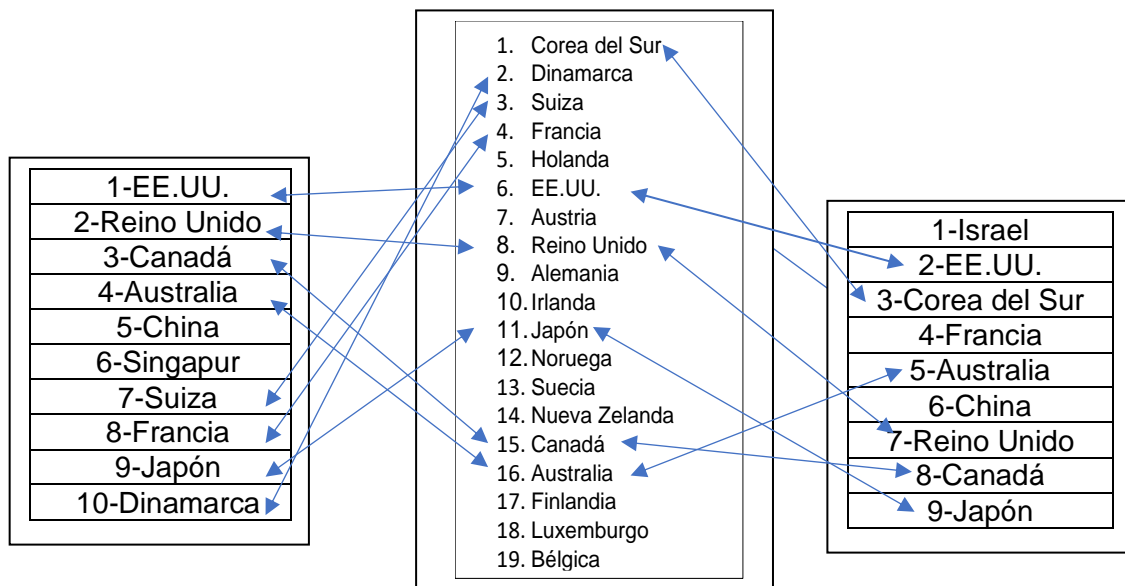 1-EE.UU.
2-Reino Unido
3-Canadá
4-Australia
5-China
6-Singapur
7-Suiza
8-Francia
9-Japón
10-Dinamarca
1. Corea del Sur
2. Dinamarca
3. Suiza
4. Francia
5. Holanda
6. EE.UU.
7. Austria
8. Reino Unido
9. Alemania
10. Irlanda
11. Japón
12. Noruega
13. Suecia
14. Nueva Zelanda
15. Canadá
16. Australia
17. Finlandia
18. Luxemburgo
19. Bélgica
1-Israel
2-EE.UU.
3-Corea del Sur
4-Francia
5-Australia
6-China
7-Reino Unido
8-Canadá
9-Japón